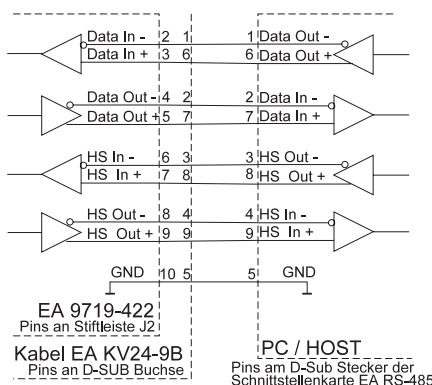 Data In - 2 1 1 Data Out -
Data In + 3 6 6 Data Out +
Data Out - 4 2 2 Data In -
Data Out + 5 7 7 Data In +
HS In - 6 3 3 HS Out -
HS In + 7 8 8 HS Out +
HS Out - 8 4 4 HS In -
HS Out + 9 9 9 HS In +
GND 10 5 5 GND
EA 9719-422
Pins an Stiftleiste J2
Kabel EA KV24-9B
Pins an D-SUB Buchse
PC / HOST
Pins am D-Sub Stecker der
Schnittstellenkarte EA RS-485